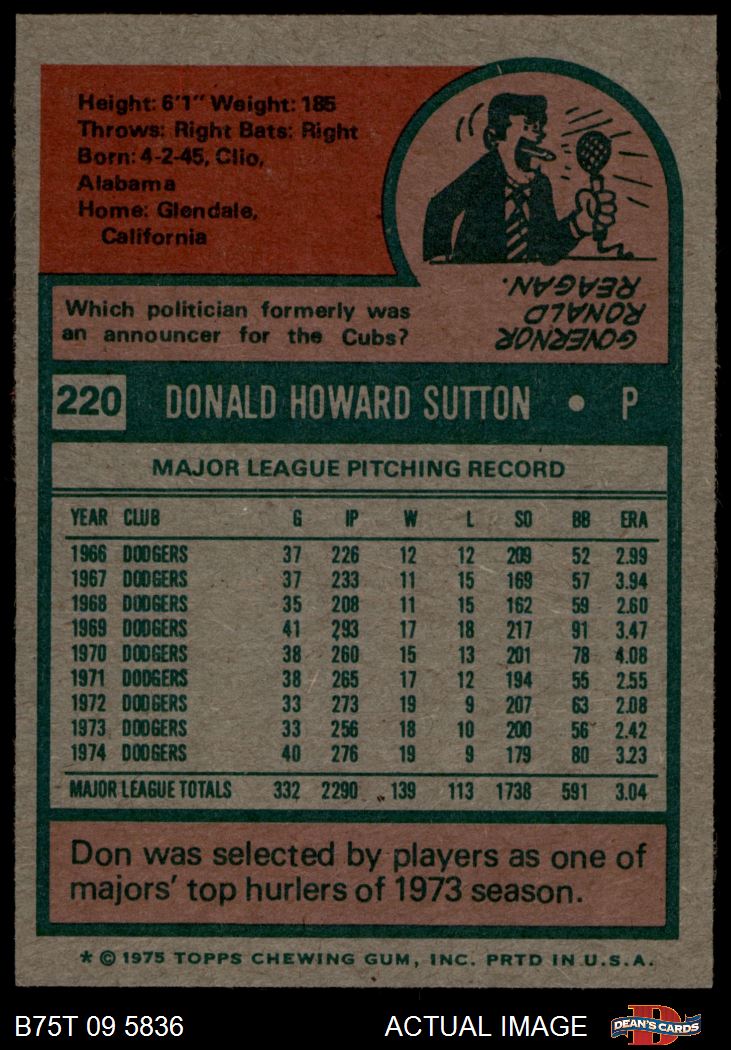 Height: 6'1" Weight: 185
Throws: Right Bats: Right
Born: 4-2-45, Clio,
Alabama
Home: Glendale,
California
Which politician formerly was
an announcer for the Cubs?
GOVERNOR
RONALD
REAGAN.
220 DONALD HOWARD SUTTON • P
MAJOR LEAGUE PITCHING RECORD
YEAR CLUB G IP W L SO BB ERA
1966 DODGERS 37 226 12 12 209 52 2.99
1967 DODGERS 37 233 11 15 169 57 3.94
1968 DODGERS 35 208 11 15 162 59 2.60
1969 DODGERS 41 293 17 18 217 91 3.47
1970 DODGERS 38 260 15 13 201 78 4.08
1971 DODGERS 38 265 17 12 194 55 2.55
1972 DODGERS 33 273 19 9 207 63 2.08
1973 DODGERS 33 256 18 10 200 56 2.42
1974 DODGERS 40 276 19 9 179 80 3.23
MAJOR LEAGUE TOTALS 332 2290 139 113 1738 591 3.04
Don was selected by players as one of
majors' top hurlers of 1973 season.
* © 1975 TOPPS CHEWING GUM, INC. PRTD IN U.S.A.
B75T 09 5836 ACTUAL IMAGE DEAN'S CARDS